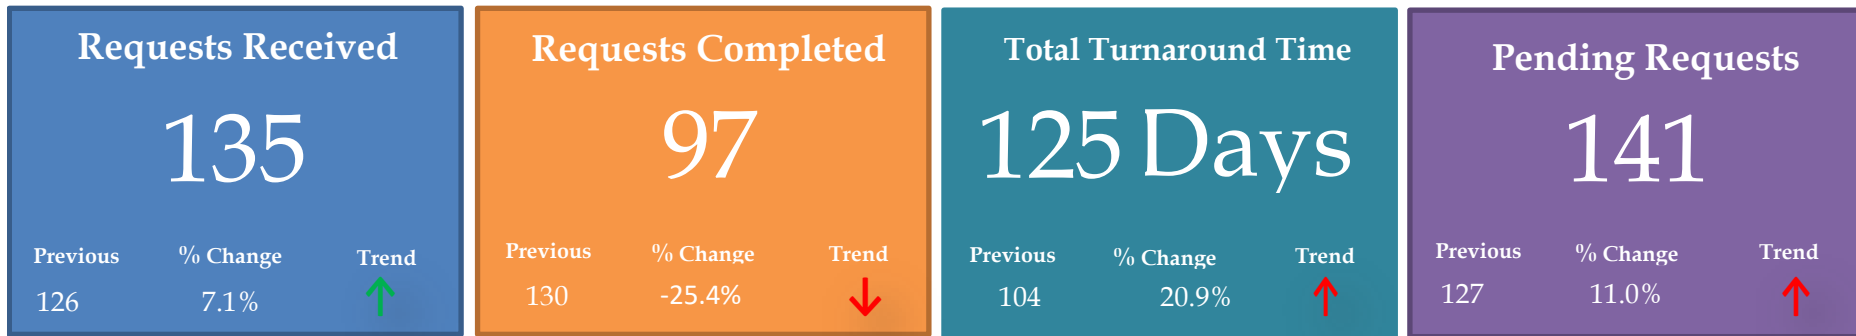 Requests Received
135
Previous % Change Trend
126 7.1% ↑
Requests Completed
97
Previous % Change Trend
130 -25.4% ↓
Total Turnaround Time
125 Days
Previous % Change Trend
104 20.9% ↑
Pending Requests
141
Previous % Change Trend
127 11.0% ↑